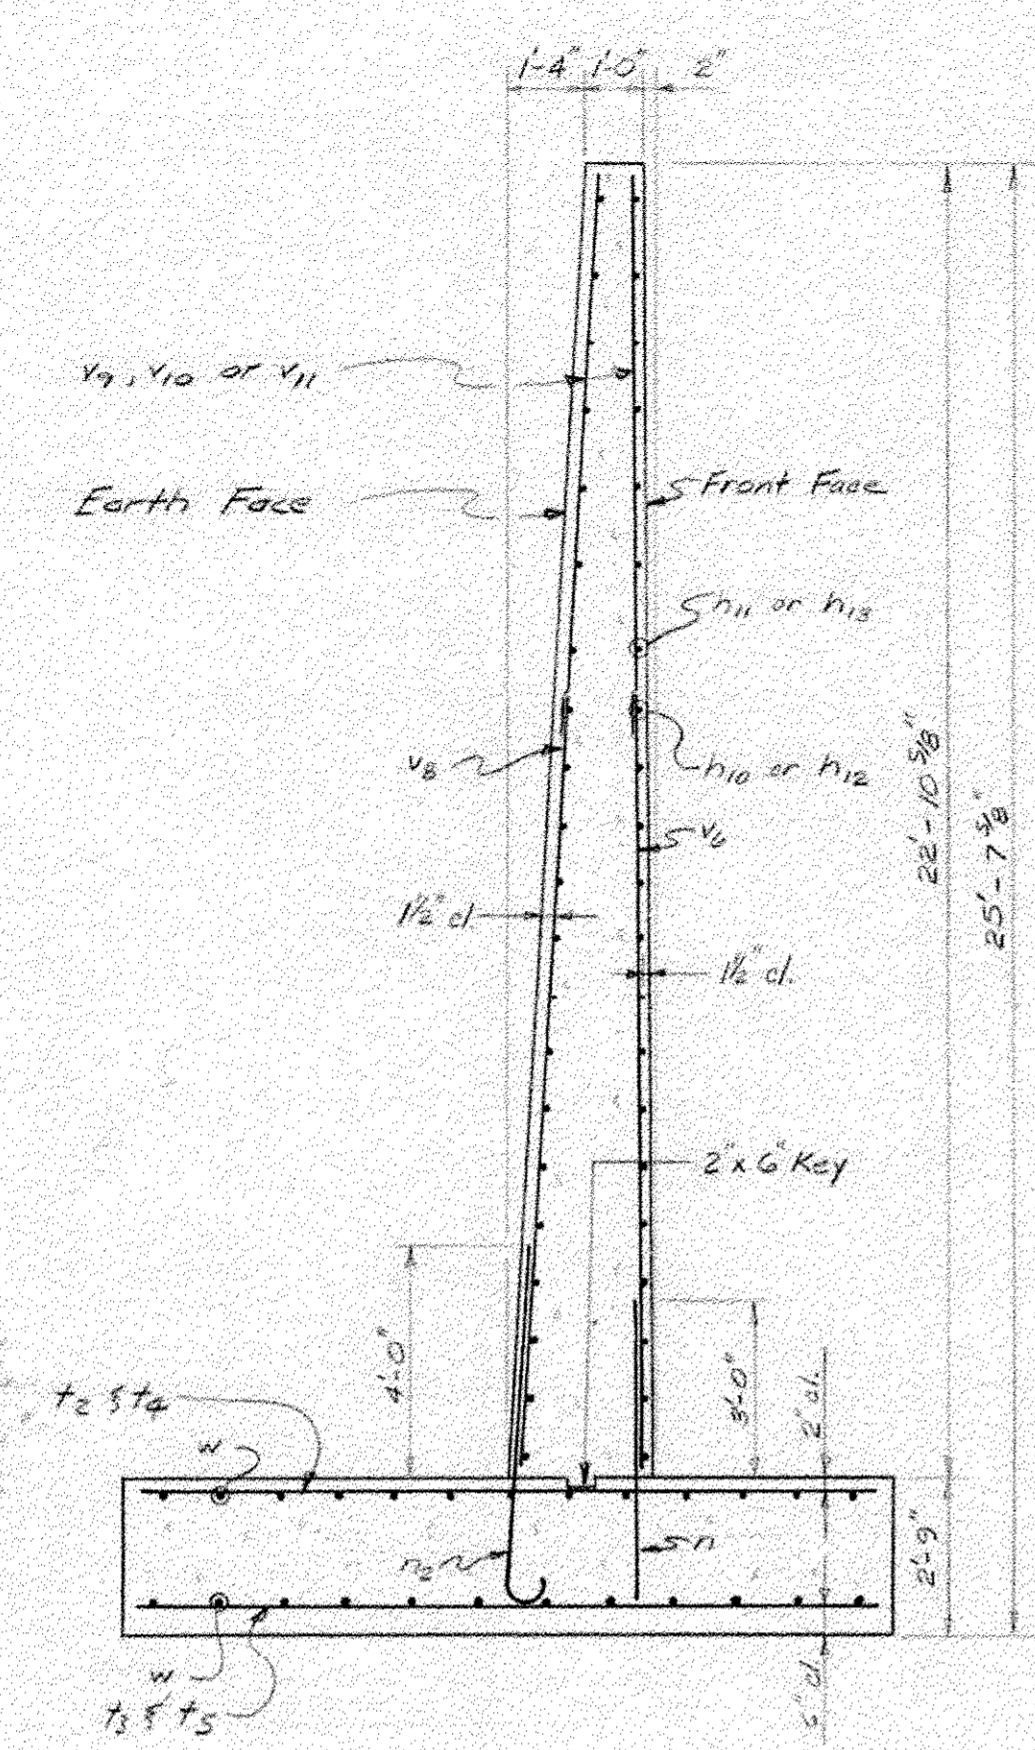 1'-4" 1'-0" 2"
v9, v10 or v11
Earth Face
Front Face
h11 or h13
v8
h10 or h12
v6
22'-10 5/8"
25'-7 5/8"
1½" cl
1½" cl.
2"x 6" Key
4'-0"
3'-0"
2" cl.
t2 & t4
w
n2
n
2'-9"
w
t3 & t5